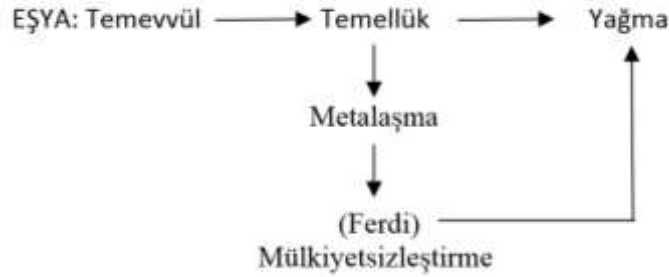 EŞYA: Temevvül Temellük Yağma
Metalaşma
(Ferdi)
Mülkiyetsizleştirme